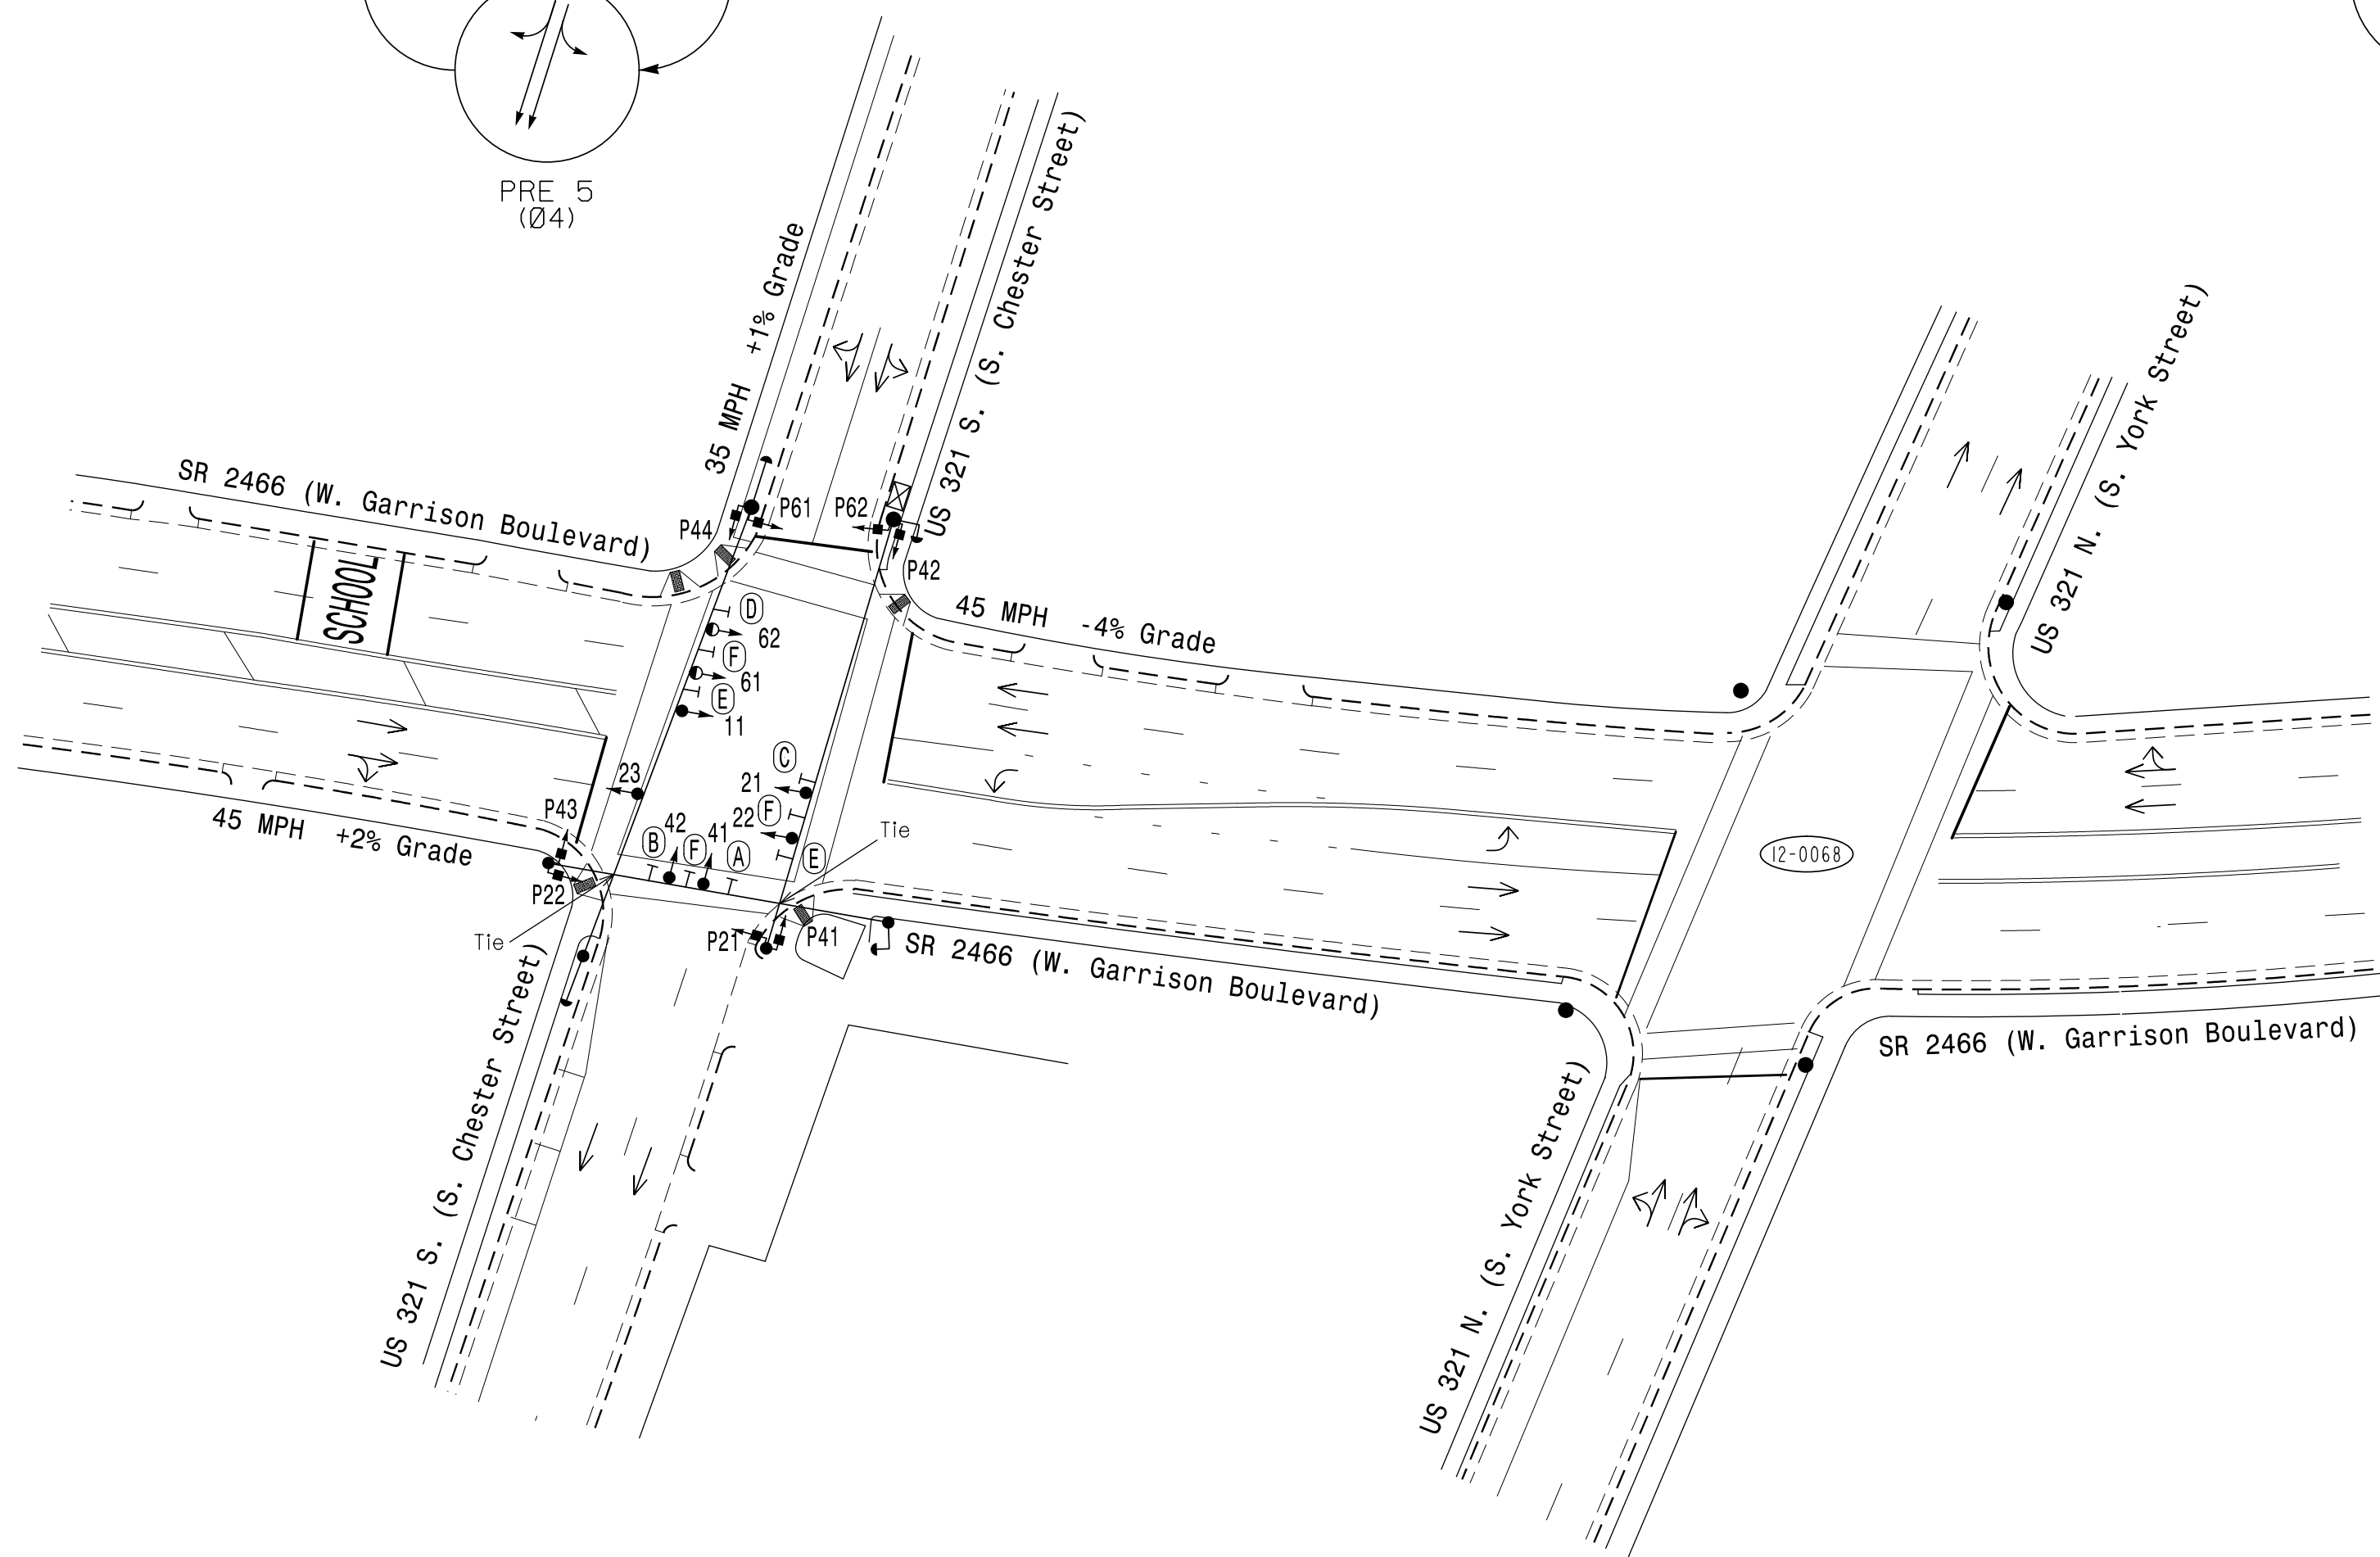 PRE 5
(Ø4)
35 MPH +1% Grade
US 321 S. (S. Chester Street)
SR 2466 (W. Garrison Boulevard)
SCHOOL
P44
P61
P62
P42
45 MPH -4% Grade
US 321 N. (S. York Street)
D
62
F
61
E
11
C
23
21
F
22
P43
42
41
B
F
A
E
Tie
45 MPH +2% Grade
12-0068
P22
Tie
P21
P41
SR 2466 (W. Garrison Boulevard)
SR 2466 (W. Garrison Boulevard)
US 321 S. (S. Chester Street)
US 321 N. (S. York Street)